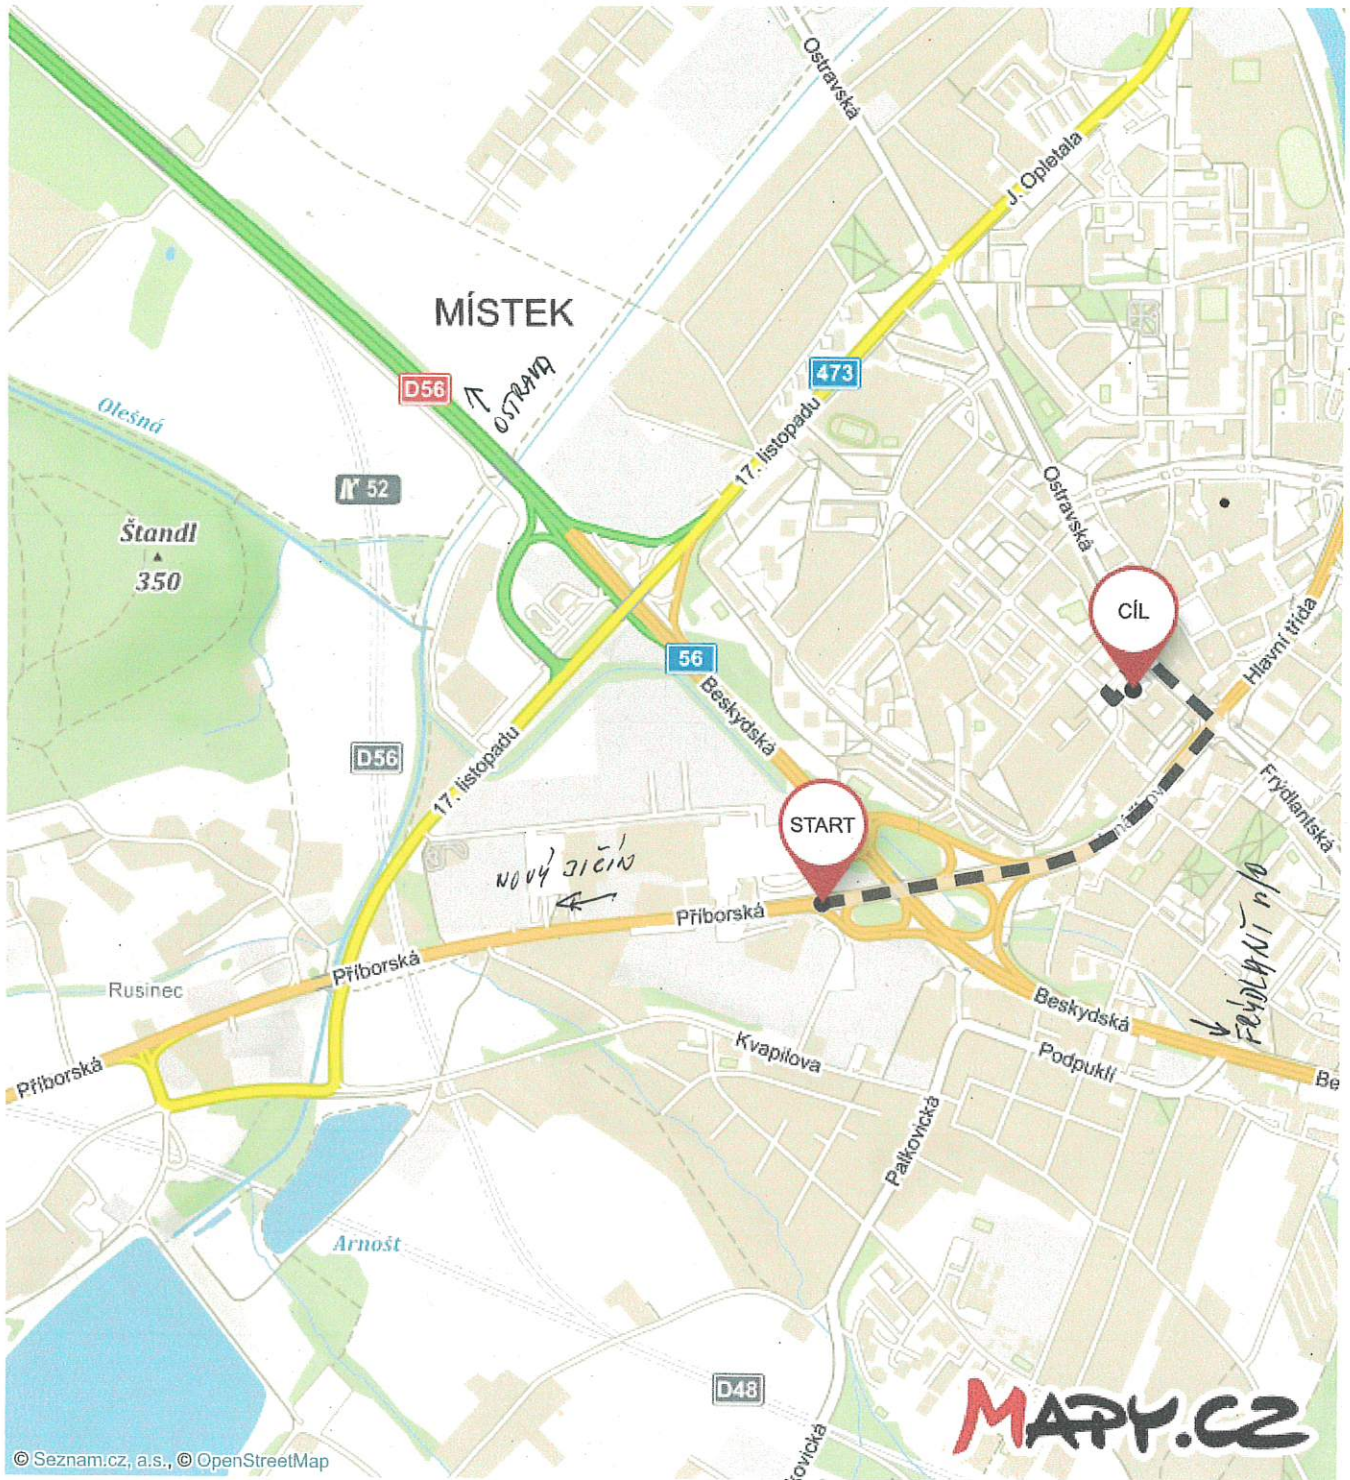 Ostravská
J. Opletala
MÍSTEK
D56
OSTRAVA
473
Olešná
17. listopadu
52
Ostravská
Štandl
350
CÍL
Hlavní třída
56
Beskydská
D56
17. listopadu
START
Frýdlantská
NOVÝ JIČÍN
Příborská
FRÝDLANT n/O
Příborská
Rusinec
Beskydská
Kvapilova
Podpuklí
Příborská
Be
Palkovická
Arnošt
D48
MAPY.CZ
kovická
© Seznam.cz, a.s., © OpenStreetMap